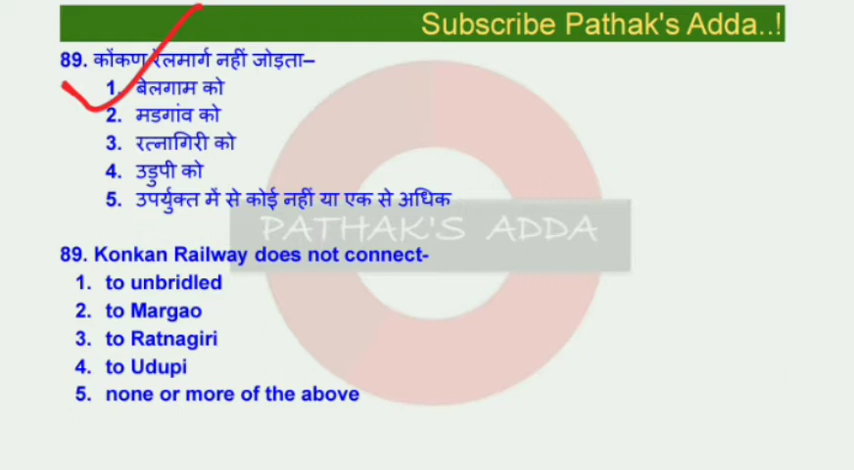 Subscribe Pathak's Adda..!
89. कोंकण रेलमार्ग नहीं जोड़ता–
1. बेलगाम को
2. मडगांव को
3. रत्नागिरी को
4. उडुपी को
5. उपर्युक्त में से कोई नहीं या एक से अधिक
PATHAK'S ADDA
89. Konkan Railway does not connect-
1. to unbridled
2. to Margao
3. to Ratnagiri
4. to Udupi
5. none or more of the above